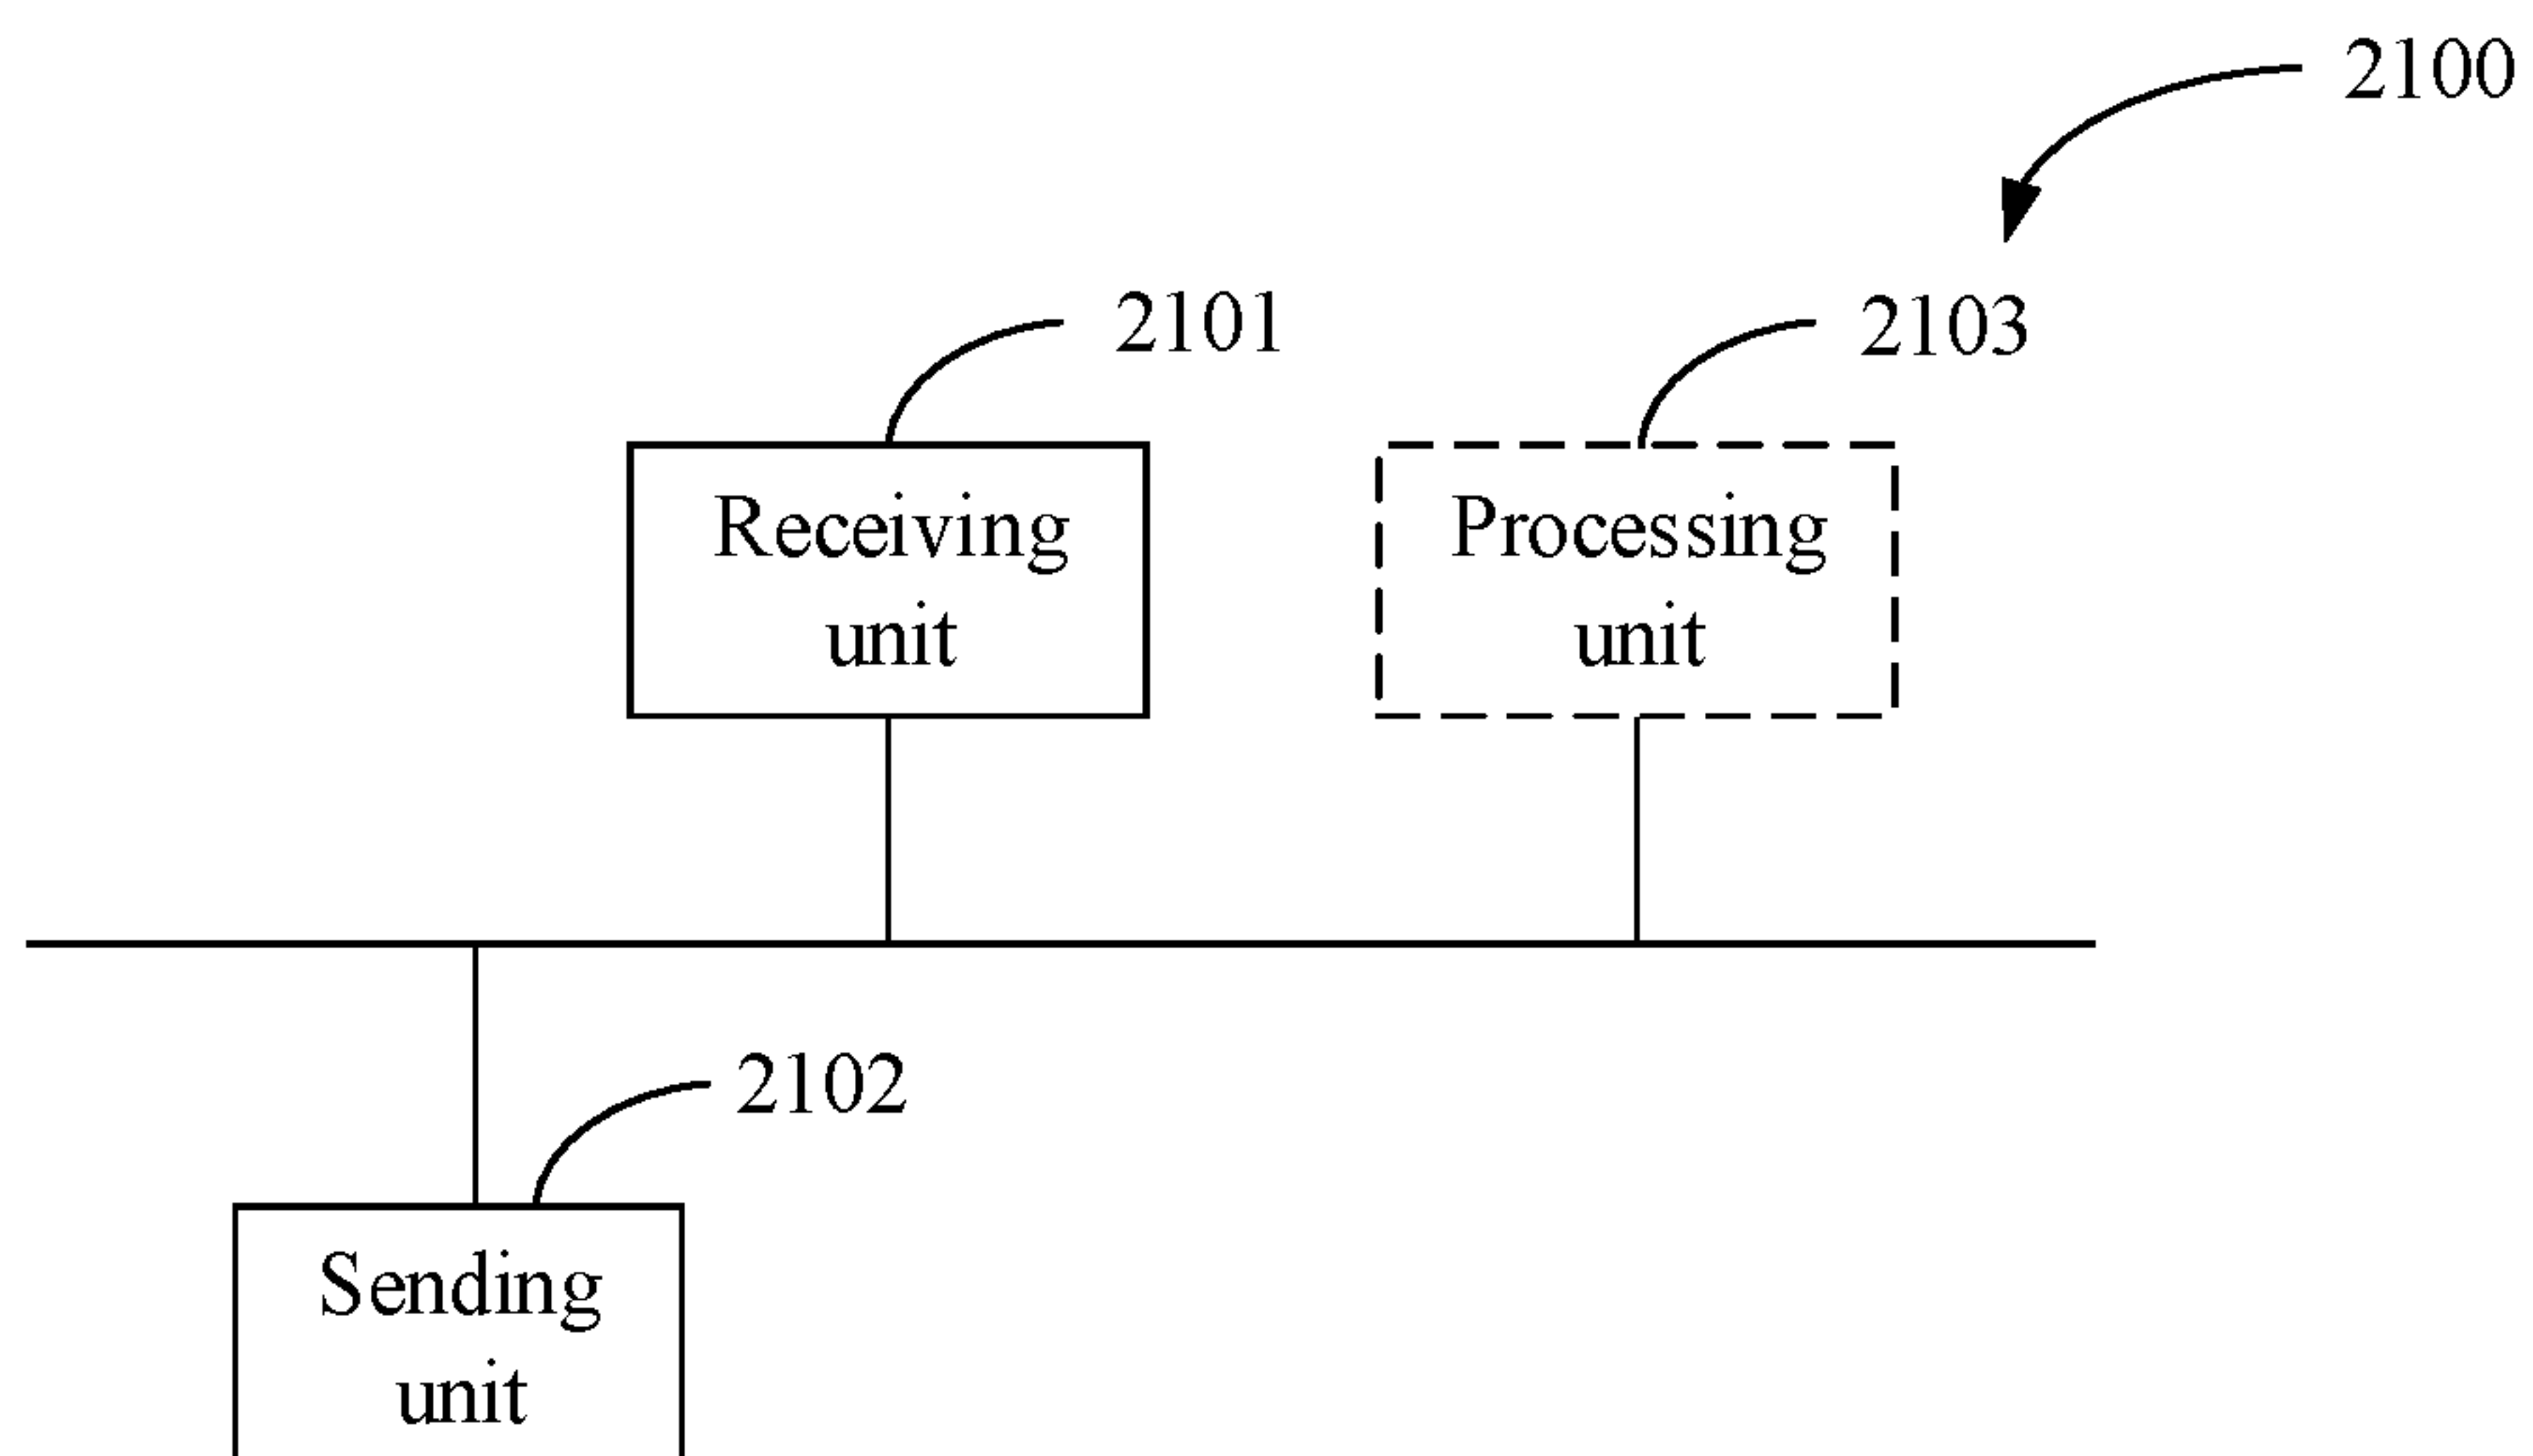 2100
2101
2103
Receiving
unit
Processing
unit
2102
Sending
unit